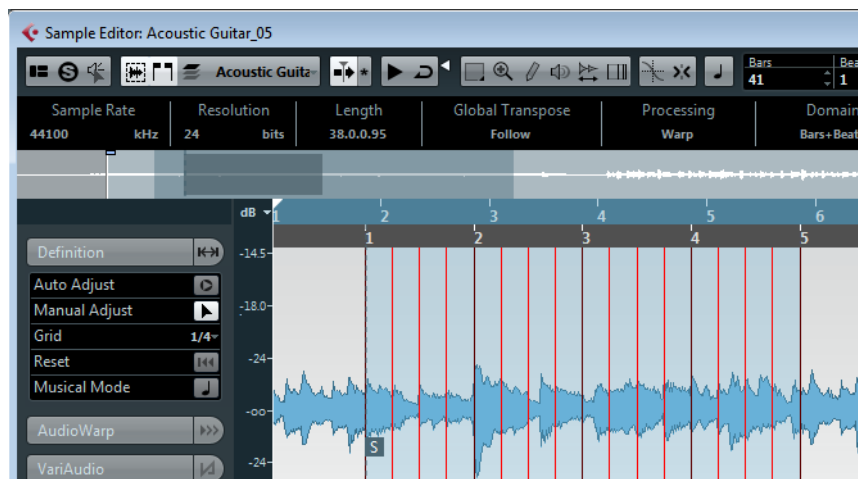 Sample Editor: Acoustic Guitar_05
Acoustic Guita
Bars
41
Bea
1
Sample Rate Resolution Length Global Transpose Processing Domain
44100 kHz 24 bits 38.0.0.95 Follow Warp Bars+Beat
dB 1 2 3 4 5 6
1 2 3 4 5
Definition
-14.5
Auto Adjust
Manual Adjust
-18.0
Grid 1/4
Reset
-24
Musical Mode
-oo-
AudioWarp
S
VariAudio
-24